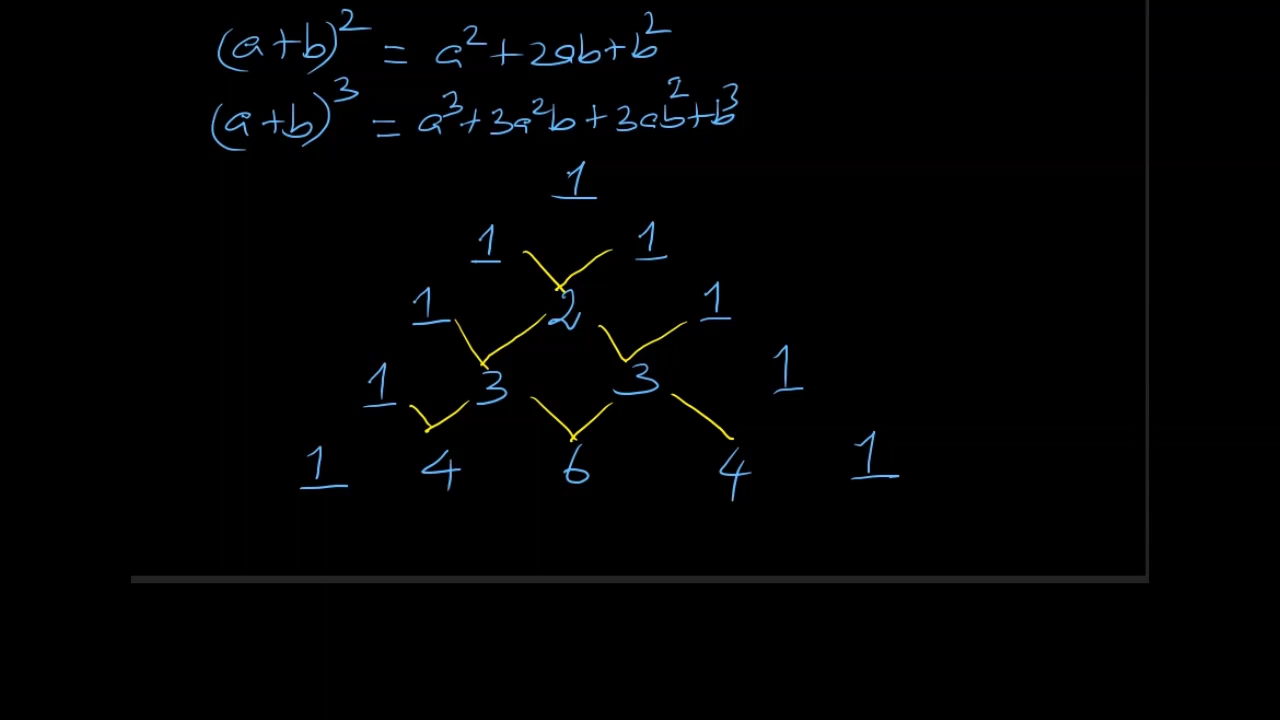 (a+b)² = a²+2ab+b²
(a+b)³ = a³+3a²b+3ab²+b³
1
1 1
1 2 1
1 3 3 1
1 4 6 4 1